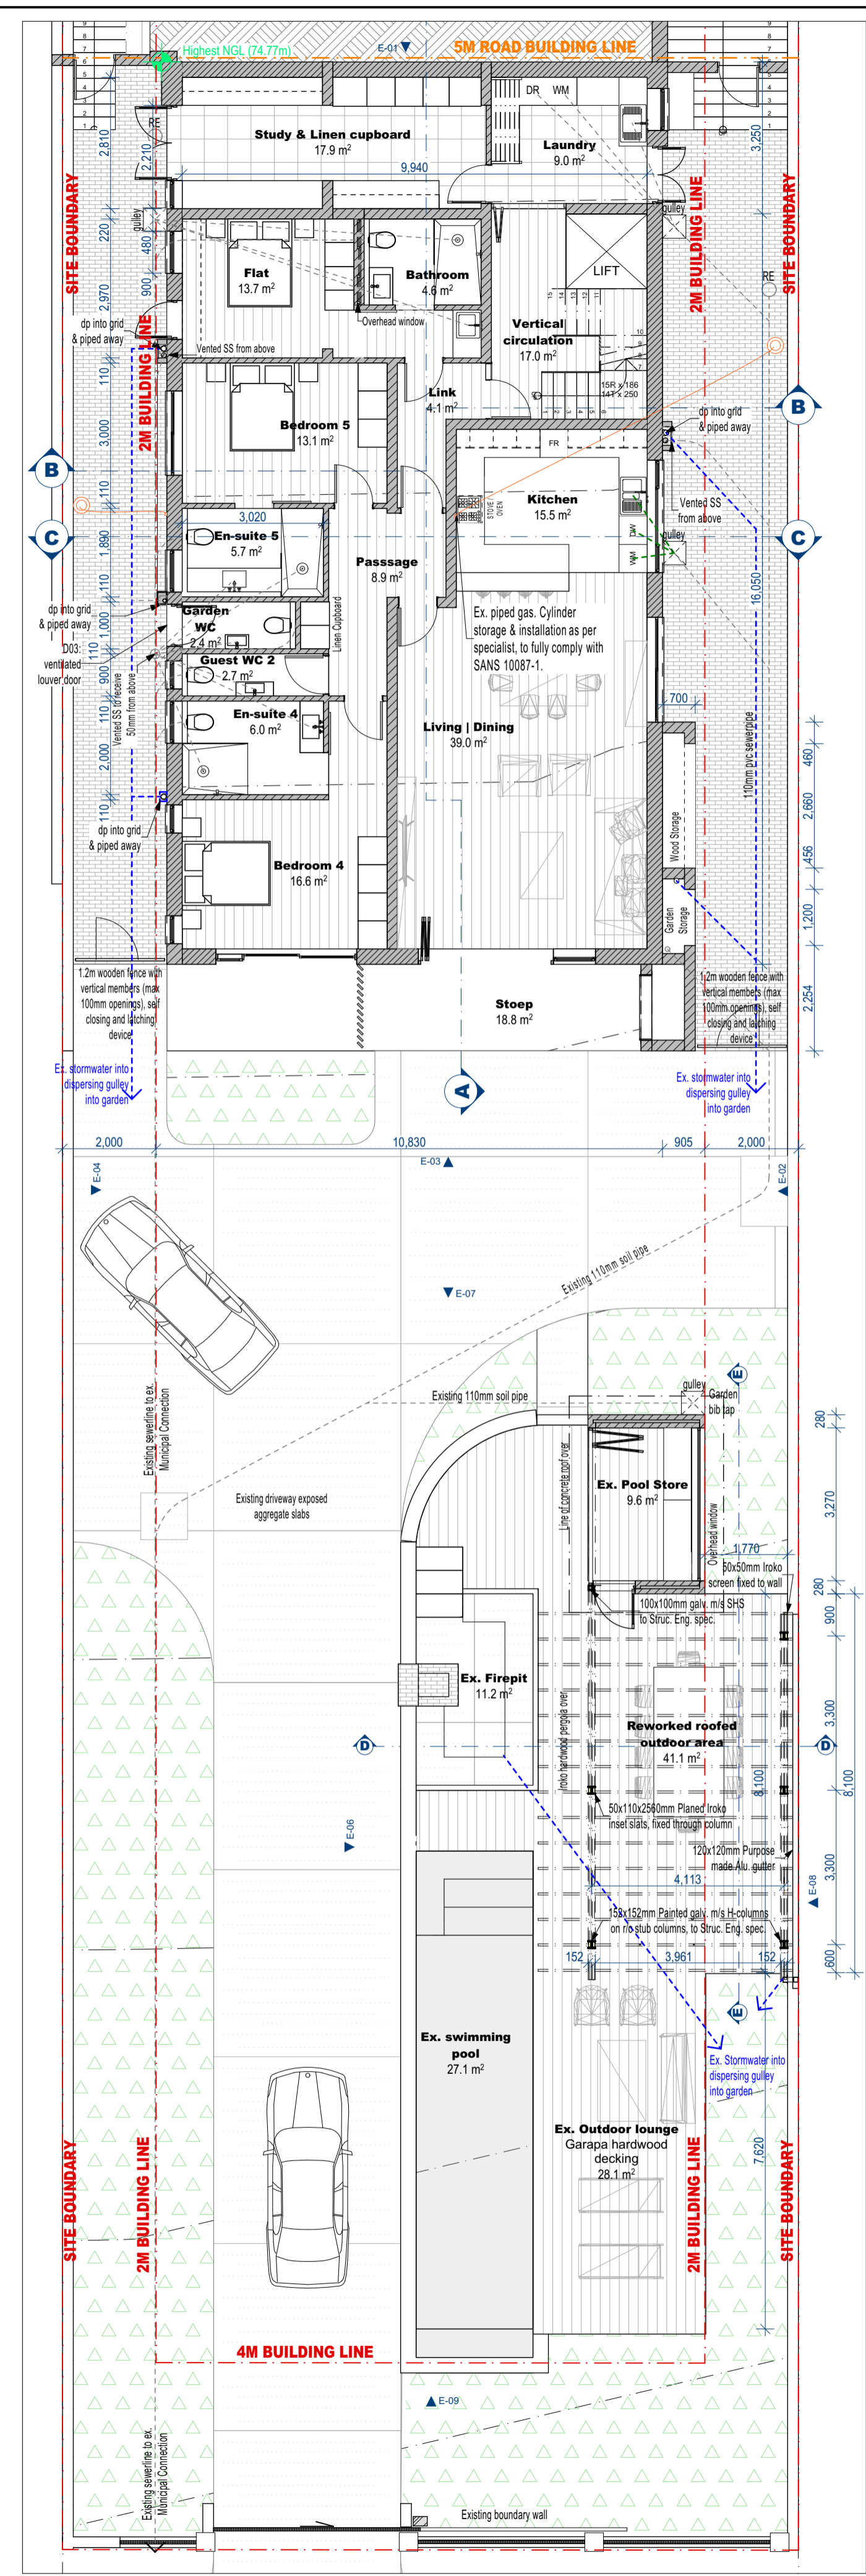 Highest NGL (74.77m)
E-01
5M ROAD BUILDING LINE
RE
DR
WM
Study & Linen cupboard
17.9 m²
Laundry
9.0 m²
9,940
2,810
2,210
3,250
SITE BOUNDARY
2M BUILDING LINE
SITE BOUNDARY
gulley
gulley
220
480
900
2,970
Flat
13.7 m²
Bathroom
4.6 m²
LIFT
RE
Overhead window
dp into grid
& piped away
Vented SS from above
2M BUILDING LINE
Vertical
circulation
17.0 m²
15R x 186
14T x 250
Link
4.1 m²
110
3,000
110
Bedroom 5
13.1 m²
FR
dp into grid
& piped away
B
B
C
C
Kitchen
15.5 m²
STOVE /
OVEN
Vented SS
from above
DW
WM
gulley
3,020
En-suite 5
5.7 m²
1,890
110
Passsage
8.9 m²
16,050
dp into grid
& piped away
Garden
WC
2.4 m²
1,000
Linen Cupboard
Ex. piped gas. Cylinder
storage & installation as per
specialist, to fully comply with
SANS 10087-1.
D03:
ventilated
louver door
110
900
Guest WC 2
2.7 m²
Vented SS to receive
50mm from above
110
En-suite 4
6.0 m²
700
Living | Dining
39.0 m²
2,000
110
110mm pvc sewerpipe
460
2,660
1,456
1,200
2,254
dp into grid
& piped away
Bedroom 4
16.6 m²
Wood Storage
Garden
Storage
1.2m wooden fence with
vertical members (max
100mm openings), self
closing and latching
device
Stoep
18.8 m²
1.2m wooden fence with
vertical members (max
100mm openings), self
closing and latching
device
Ex. stormwater into
dispersing gulley
into garden
A
Ex. stormwater into
dispersing gulley
into garden
2,000
10,830
905
2,000
E-04
E-03
E-02
Existing 110mm soil pipe
E-07
Existing sewerline to ex.
Municipal Connection
Existing 110mm soil pipe
gulley
Garden
bib tap
E
280
3,270
280
Line of concrete roof over
Ex. Pool Store
9.6 m²
Overhead window
Existing driveway exposed
aggregate slabs
1,770
50x50mm Iroko
screen fixed to wall
100x100mm galv. m/s SHS
to Struc. Eng. spec.
900
Ex. Firepit
11.2 m²
Iroko hardwood pergola over
Reworked roofed
outdoor area
41.1 m²
3,300
D
D
8,100
8,100
50x110x2560mm Planed Iroko
inset slats, fixed through column
E-06
120x120mm Purpose
made Alu. gutter
4,113
3,300
E-08
152x152mm Painted galv. m/s H-columns
on r/c stub columns, to Struc. Eng. spec.
152
3,961
152
600
E
Ex. swimming
pool
27.1 m²
Ex. Stormwater into
dispersing gulley
into garden
Ex. Outdoor lounge
Garapa hardwood
decking
28.1 m²
7,620
SITE BOUNDARY
2M BUILDING LINE
2M BUILDING LINE
SITE BOUNDARY
4M BUILDING LINE
E-09
Existing sewerline to ex.
Municipal Connection
Existing boundary wall